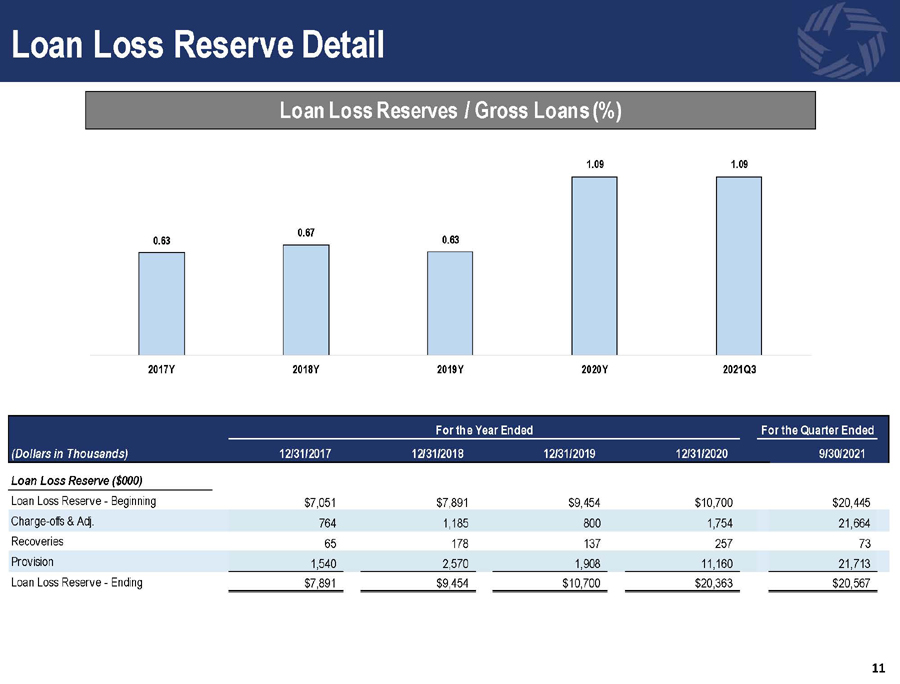 Loan Loss Reserve Detail
Loan Loss Reserves / Gross Loans (%)
0.63 0.67 0.63 1.09 1.09
2017Y 2018Y 2019Y 2020Y 2021Q3
For the Year Ended For the Quarter Ended
(Dollars in Thousands) 12/31/2017 12/31/2018 12/31/2019 12/31/2020 9/30/2021
Loan Loss Reserve ($000)
Loan Loss Reserve - Beginning $7,051 $7,891 $9,454 $10,700 $20,445
Charge-offs & Adj. 764 1,185 800 1,754 21,664
Recoveries 65 178 137 257 73
Provision 1,540 2,570 1,908 11,160 21,713
Loan Loss Reserve - Ending $7,891 $9,454 $10,700 $20,363 $20,567
11